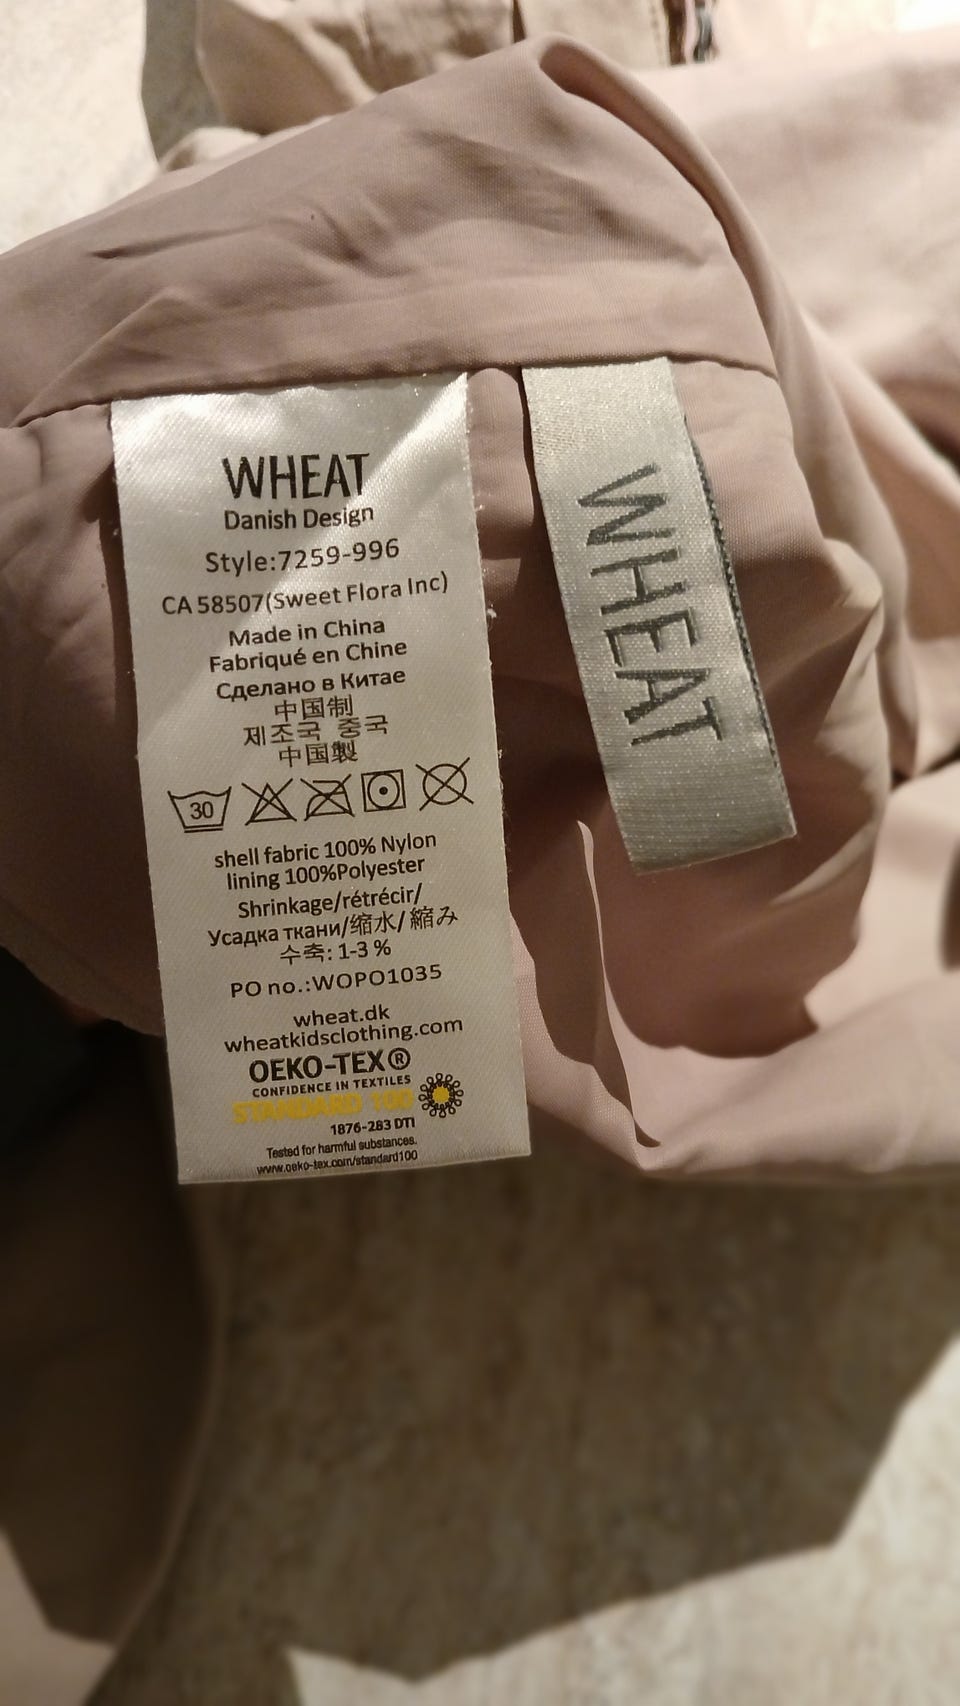 WHEAT
Danish Design
Style:7259-996
CA 58507(Sweet Flora Inc)
Made in China
Fabriqué en Chine
Сделано в Китае
中国制
제조국 중국
中国製
30
shell fabric 100% Nylon
lining 100%Polyester
Shrinkage/rétrécir/
Усадка ткани/缩水/縮み
수축: 1-3 %
PO no.:WOPO1035
wheat.dk
wheatkidsclothing.com
OEKO-TEX®
CONFIDENCE IN TEXTILES
STANDARD 100
1876-283 DTI
Tested for harmful substances.
www.oeko-tex.com/standard100
WHEAT